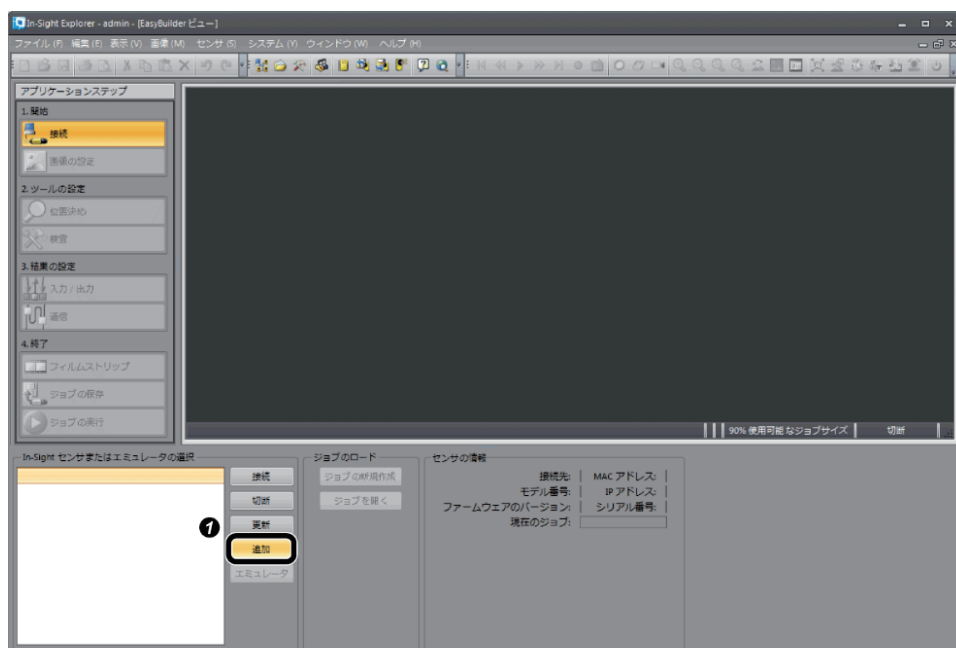 In-Sight Explorer - admin - [EasyBuilder ビュー]
ファイル (F) 編集 (E) 表示 (V) 画像 (M) センサ (S) システム (Y) ウィンドウ (W) ヘルプ (H)
アプリケーションステップ
1. 開始
接続
画像の設定
2. ツールの設定
位置決め
検査
3. 結果の設定
入力 / 出力
通信
4. 終了
フィルムストリップ
ジョブの保存
ジョブの実行
90% 使用可能なジョブサイズ 切断
In-Sight センサまたはエミュレータの選択
接続
切断
更新
1
追加
エミュレータ
ジョブのロード
ジョブの新規作成
ジョブを開く
センサの情報
接続先: MAC アドレス:
モデル番号: IP アドレス:
ファームウェアのバージョン: シリアル番号:
現在のジョブ: